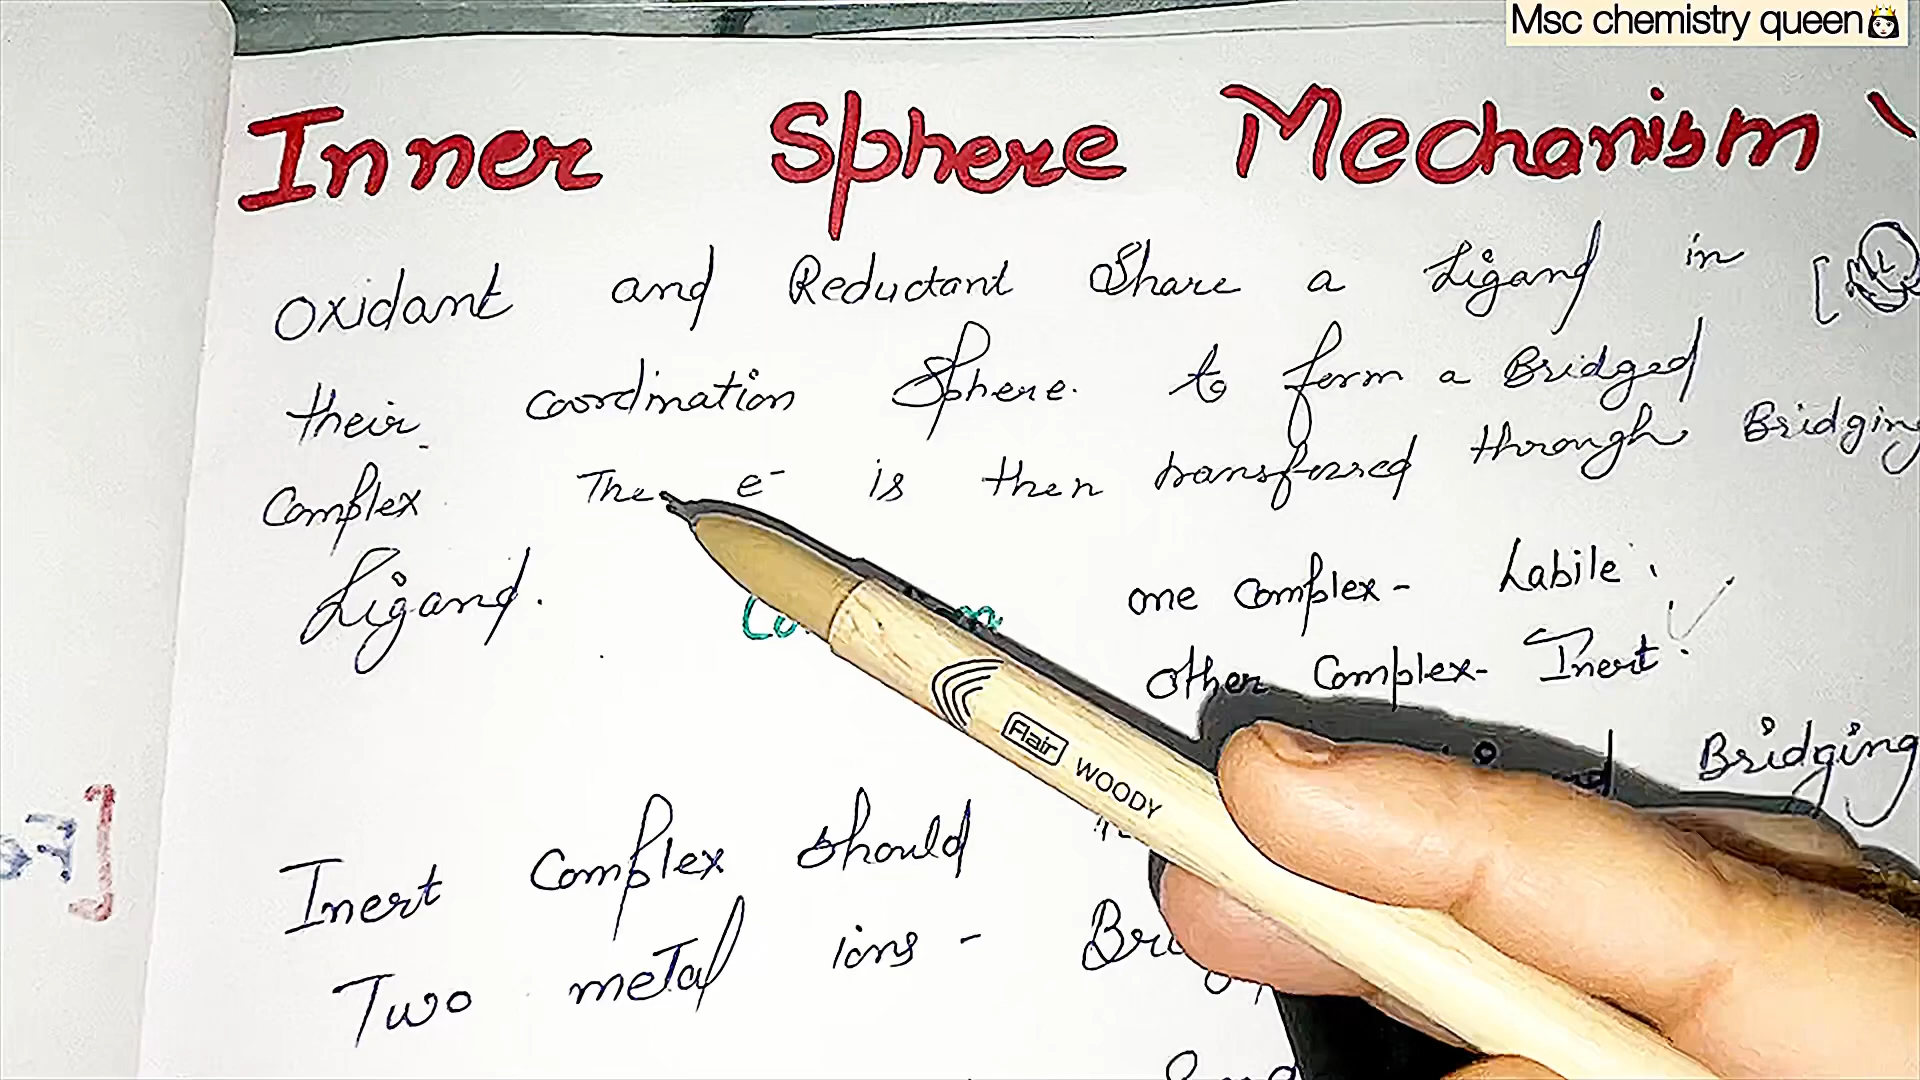 Msc chemistry queen
Inner Sphere Mechanism
Oxidant and Reductant Share a Ligand in
their coordination Sphere. to form a Bridged
Complex The e⁻ is then transferred through Bridging
Ligand.
one complex - Labile.
other complex - Inert.
Bridging
Inert complex should
Two metal ions -
Flair WOODY